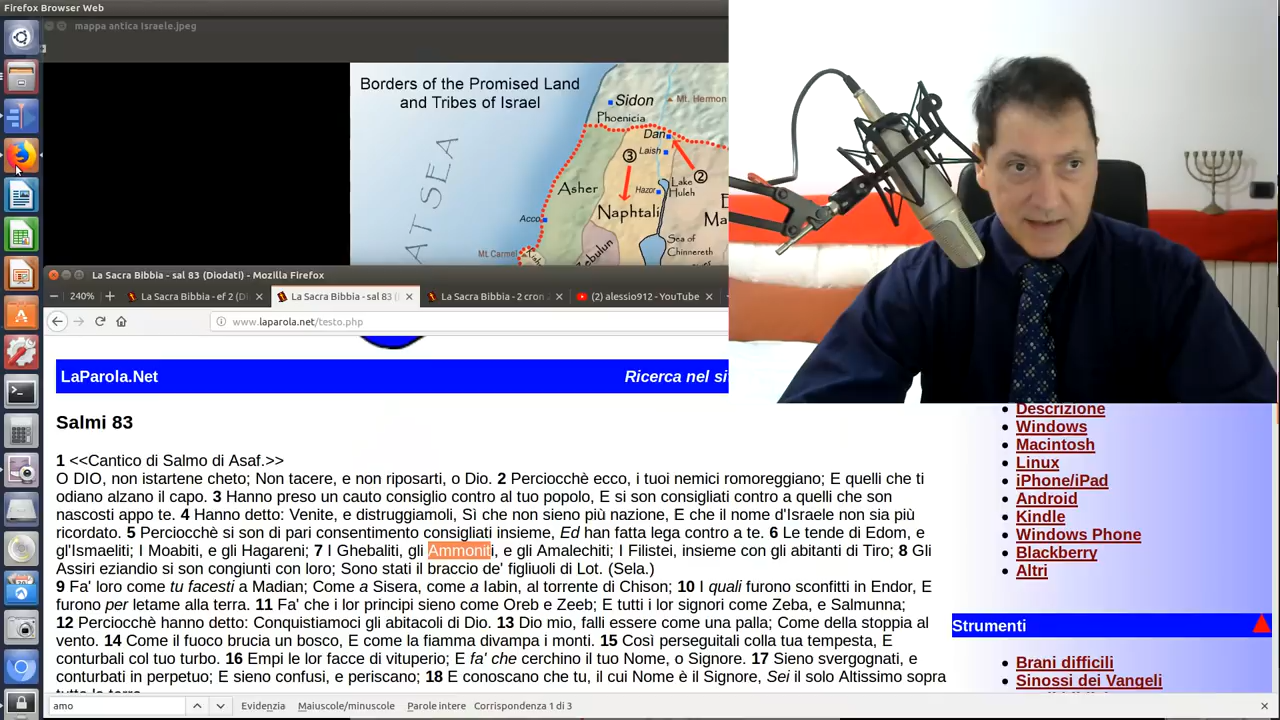 Firefox Browser Web
mappa antica Israele.jpeg
Borders of the Promised Land
and Tribes of Israel
Sidon
Mt. Hermon
Phoenicia
Dan
Laish
③
②
Asher
Hazor
Lake
Huleh
Naphtali
D
Ma
Acco
Zebulun
Sea of
Chinnereth
Mt Carmel
AT SEA
La Sacra Bibbia - sal 83 (Diodati) - Mozilla Firefox
240%
La Sacra Bibbia - ef 2 (Di
La Sacra Bibbia - sal 83 (
La Sacra Bibbia - 2 cron
(2) alessio912 - YouTube
www.laparola.net/testo.php
LaParola.Net
Ricerca nel sit
Salmi 83
1 <<Cantico di Salmo di Asaf.>>
O DIO, non istartene cheto; Non tacere, e non riposarti, o Dio. 2 Perciocchè ecco, i tuoi nemici romoreggiano; E quelli che ti
odiano alzano il capo. 3 Hanno preso un cauto consiglio contro al tuo popolo, E si son consigliati contro a quelli che son
nascosti appo te. 4 Hanno detto: Venite, e distruggiamoli, Sì che non sieno più nazione, E che il nome d'Israele non sia più
ricordato. 5 Perciocchè si son di pari consentimento consigliati insieme, Ed han fatta lega contro a te. 6 Le tende di Edom, e
gl'Ismaeliti; I Moabiti, e gli Hagareni; 7 I Ghebaliti, gli Ammoniti, e gli Amalechiti; I Filistei, insieme con gli abitanti di Tiro; 8 Gli
Assiri eziandio si son congiunti con loro; Sono stati il braccio de' figliuoli di Lot. (Sela.)
9 Fa' loro come tu facesti a Madian; Come a Sisera, come a Iabin, al torrente di Chison; 10 I quali furono sconfitti in Endor, E
furono per letame alla terra. 11 Fa' che i lor principi sieno come Oreb e Zeeb; E tutti i lor signori come Zeba, e Salmunna;
12 Perciocchè hanno detto: Conquistiamoci gli abitacoli di Dio. 13 Dio mio, falli essere come una palla; Come della stoppia al
vento. 14 Come il fuoco brucia un bosco, E come la fiamma divampa i monti. 15 Così perseguitali colla tua tempesta, E
conturbali col tuo turbo. 16 Empi le lor facce di vituperio; E fa' che cerchino il tuo Nome, o Signore. 17 Sieno svergognati, e
conturbati in perpetuo; E sieno confusi, e periscano; 18 E conoscano che tu, il cui Nome è il Signore, Sei il solo Altissimo sopra
tutta la terra.
Descrizione
Windows
Macintosh
Linux
iPhone/iPad
Android
Kindle
Windows Phone
Blackberry
Altri
Strumenti
Brani difficili
Sinossi dei Vangeli
amo
Evidenzia
Maiuscole/minuscole
Parole intere
Corrispondenza 1 di 3